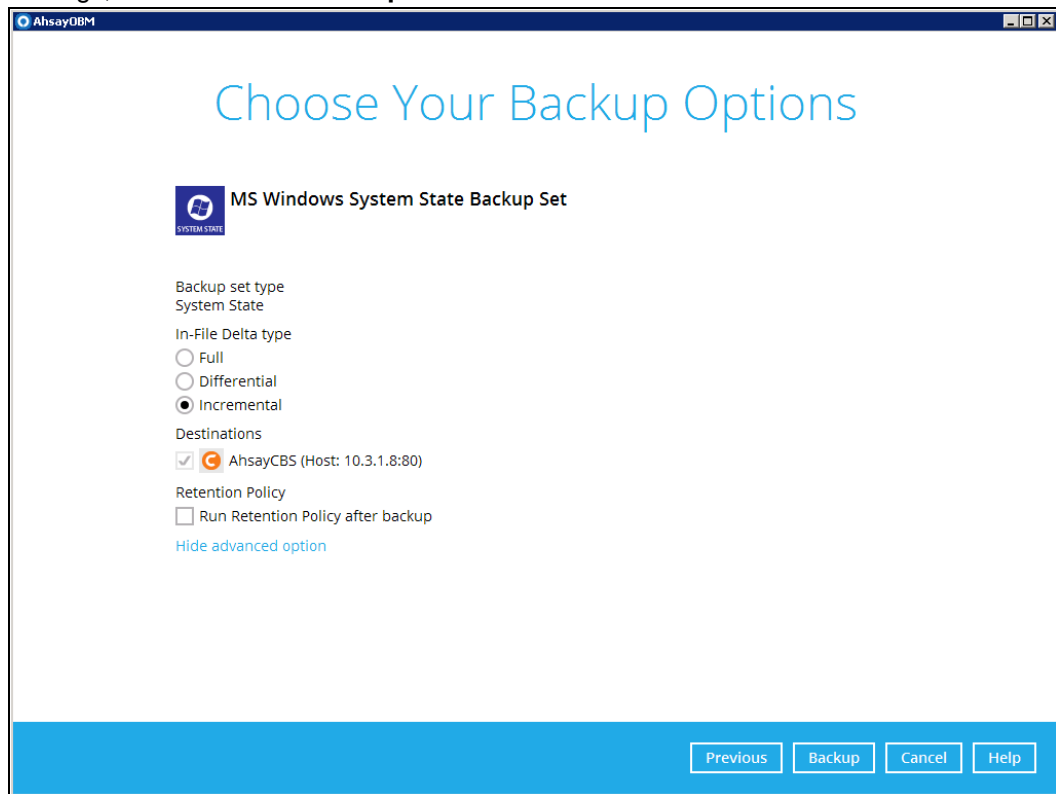 AhsayOBM
Choose Your Backup Options
MS Windows System State Backup Set
SYSTEM STATE
Backup set type
System State
In-File Delta type
Full
Differential
Incremental
Destinations
C AhsayCBS (Host: 10.3.1.8:80)
Retention Policy
Run Retention Policy after backup
Hide advanced option
Previous Backup Cancel Help